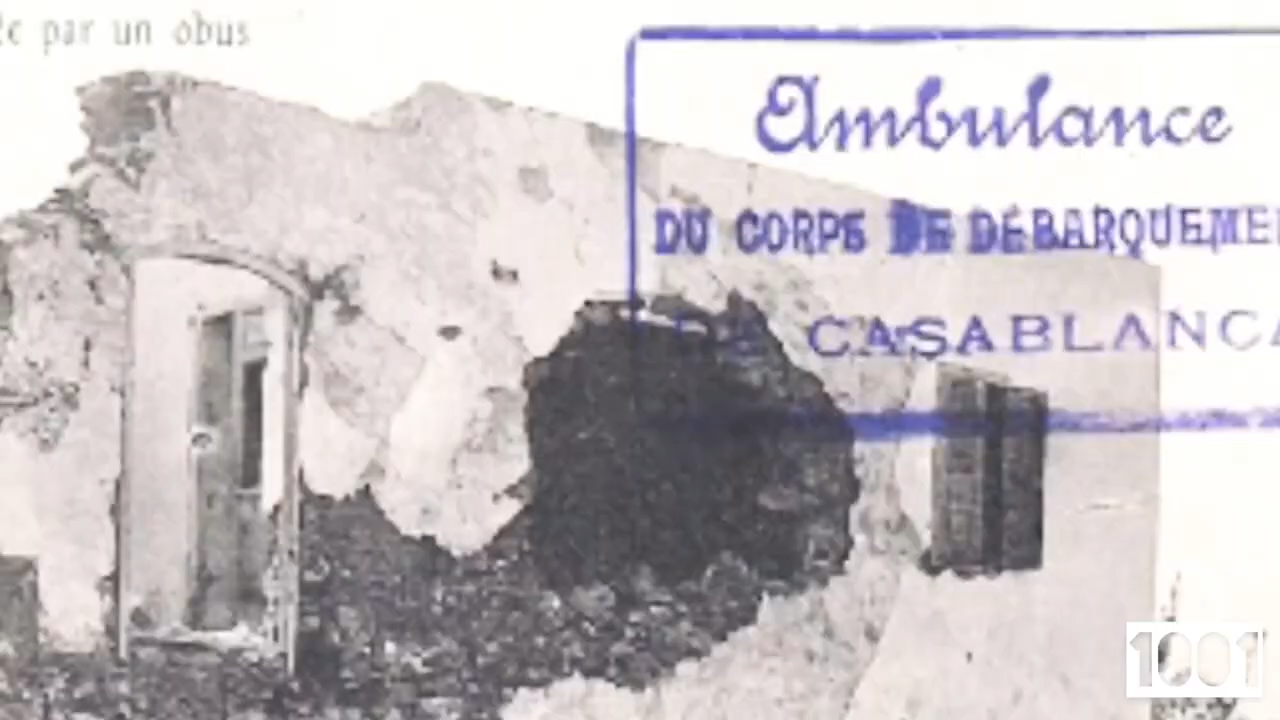 par un obus
Ambulance
DU CORPS DE DÉBARQUEME
CASABLANCA
1001